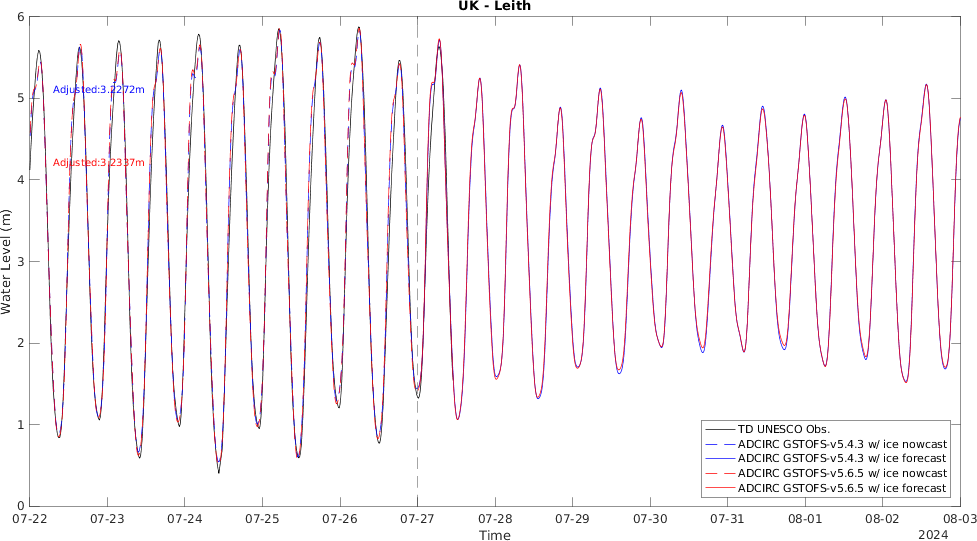 UK - Leith
6
5
4
3
2
1
0
Water Level (m)
Adjusted:3.2272m
Adjusted:3.2337m
TD UNESCO Obs.
ADCIRC GSTOFS-v5.4.3 w/ ice nowcast
ADCIRC GSTOFS-v5.4.3 w/ ice forecast
ADCIRC GSTOFS-v5.6.5 w/ ice nowcast
ADCIRC GSTOFS-v5.6.5 w/ ice forecast
07-22 07-23 07-24 07-25 07-26 07-27 07-28 07-29 07-30 07-31 08-01 08-02 08-03
Time
2024